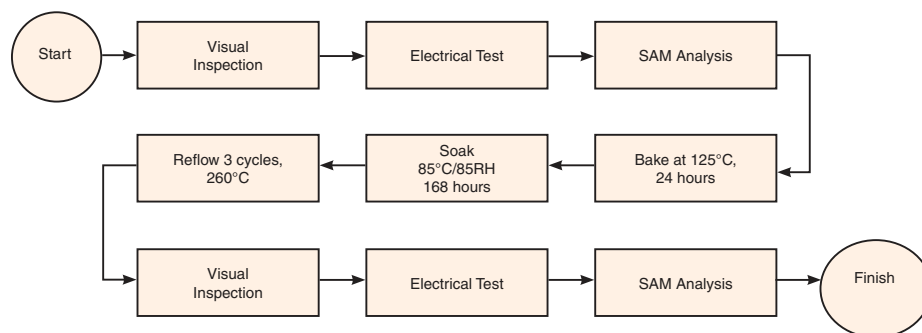 Start
Visual
Inspection
Electrical Test
SAM Analysis
Bake at 125°C,
24 hours
Soak
85°C/85RH
168 hours
Reflow 3 cycles,
260°C
Visual
Inspection
Electrical Test
SAM Analysis
Finish